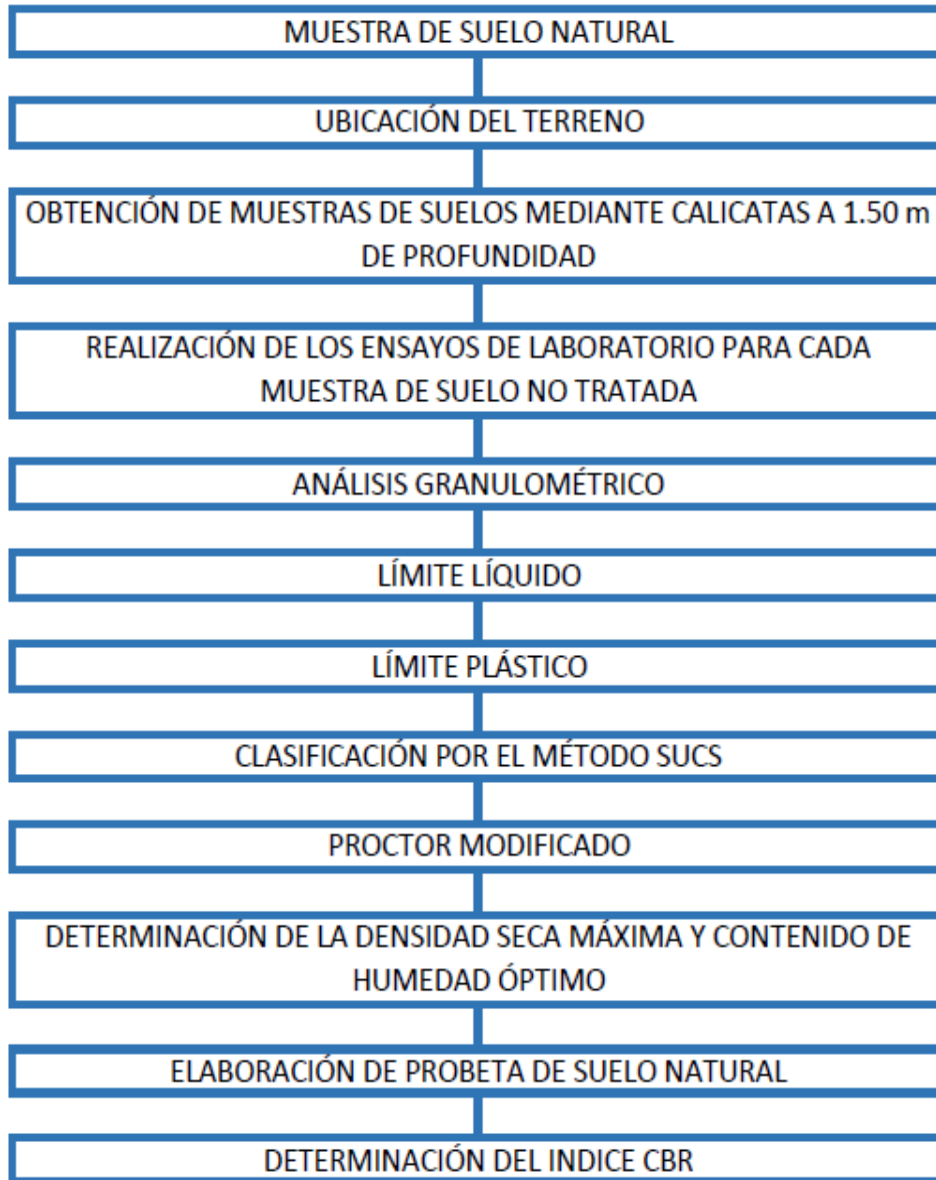 MUESTRA DE SUELO NATURAL
UBICACIÓN DEL TERRENO
OBTENCIÓN DE MUESTRAS DE SUELOS MEDIANTE CALICATAS A 1.50 m
DE PROFUNDIDAD
REALIZACIÓN DE LOS ENSAYOS DE LABORATORIO PARA CADA
MUESTRA DE SUELO NO TRATADA
ANÁLISIS GRANULOMÉTRICO
LÍMITE LÍQUIDO
LÍMITE PLÁSTICO
CLASIFICACIÓN POR EL MÉTODO SUCS
PROCTOR MODIFICADO
DETERMINACIÓN DE LA DENSIDAD SECA MÁXIMA Y CONTENIDO DE
HUMEDAD ÓPTIMO
ELABORACIÓN DE PROBETA DE SUELO NATURAL
DETERMINACIÓN DEL INDICE CBR